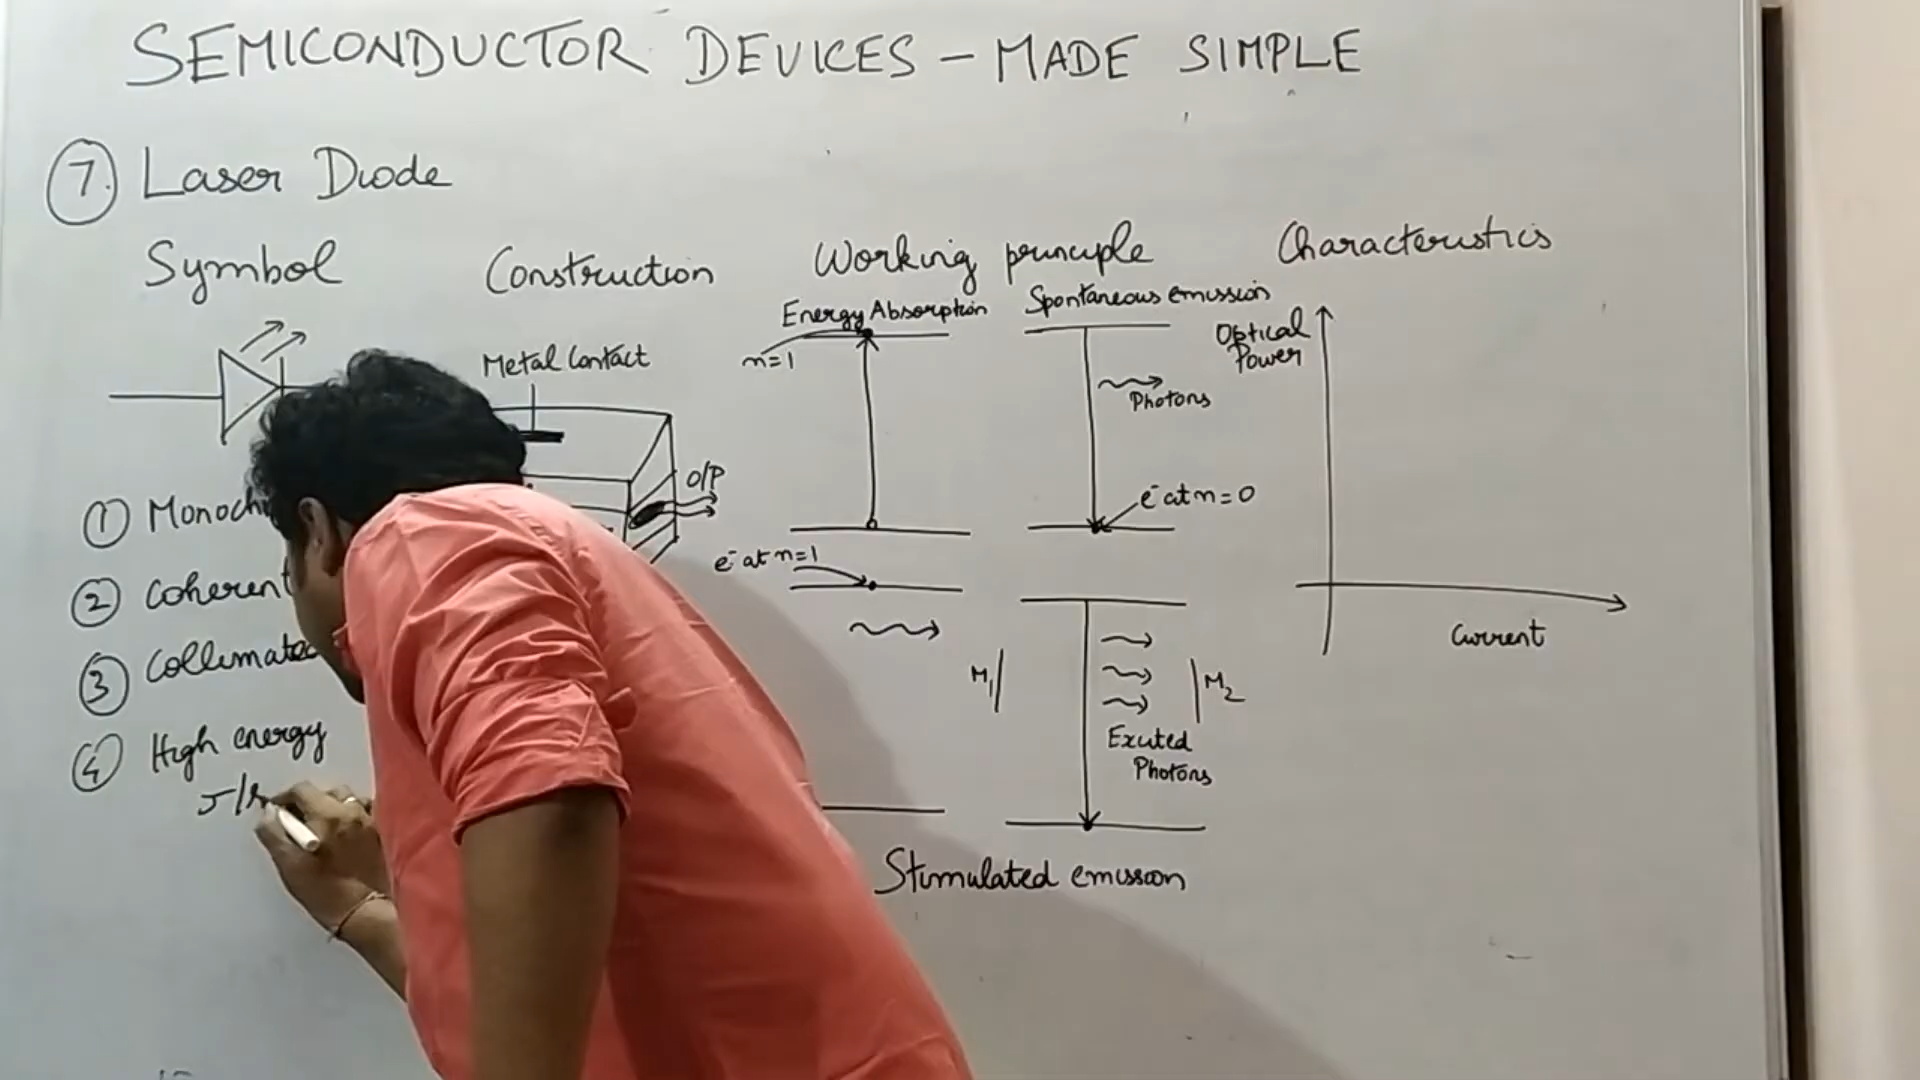 SEMICONDUCTOR DEVICES - MADE SIMPLE
7. Laser Diode
Symbol
Construction
Working principle
Characteristics
Metal Contact
O/P
Energy Absorption
n=1
Spontaneous emission
Photons
e⁻ at n=0
e⁻ at n=1
M1
M2
Excited
Photons
Stimulated emission
Optical
Power
Current
1 Monoch
2 Coherent
3 Collimated
4 High energy